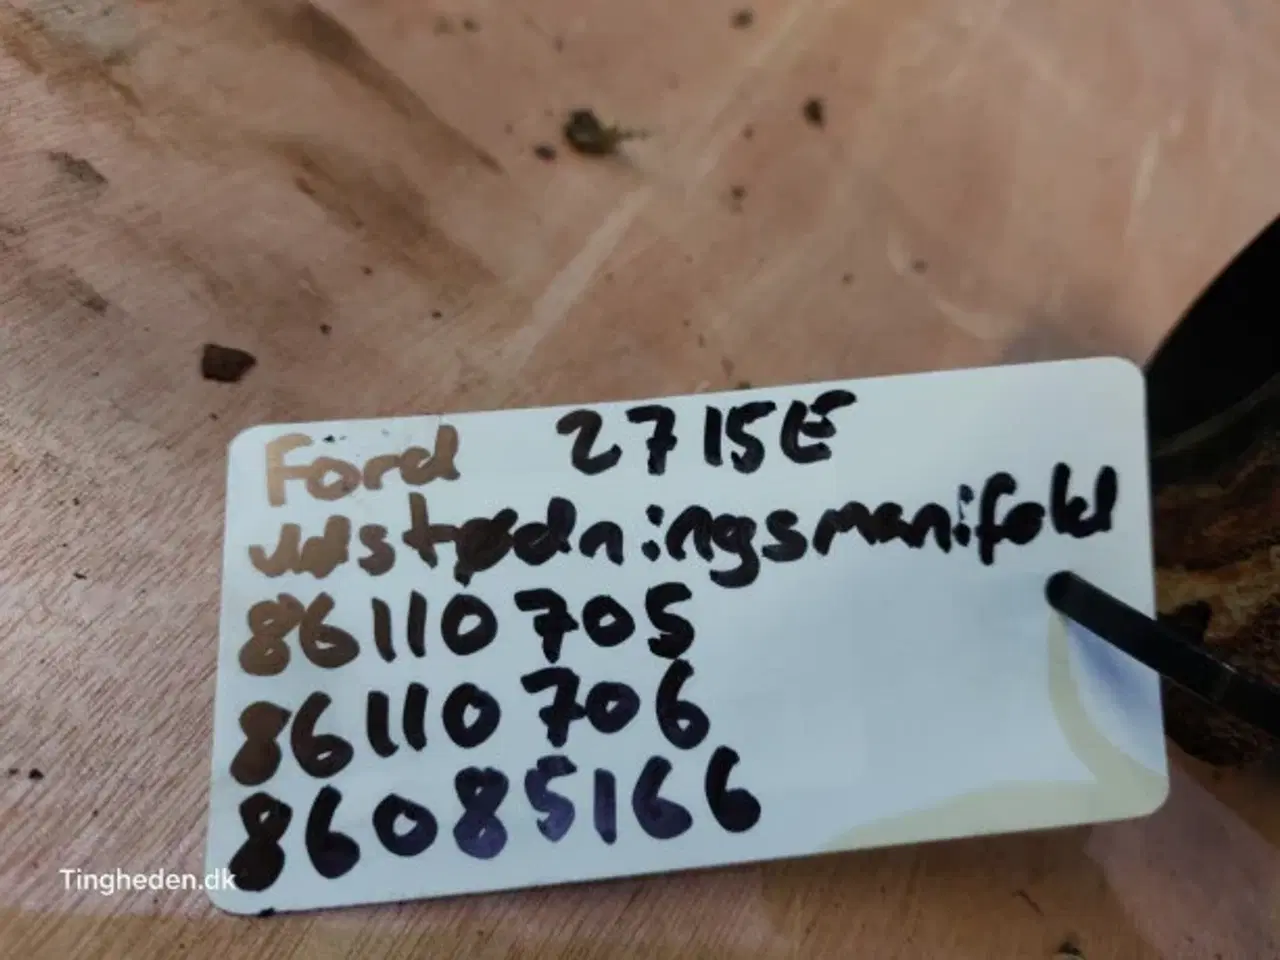 Ford 2715E
udstødningsmanifold
86110705
86110706
86085166
Tingheden.dk